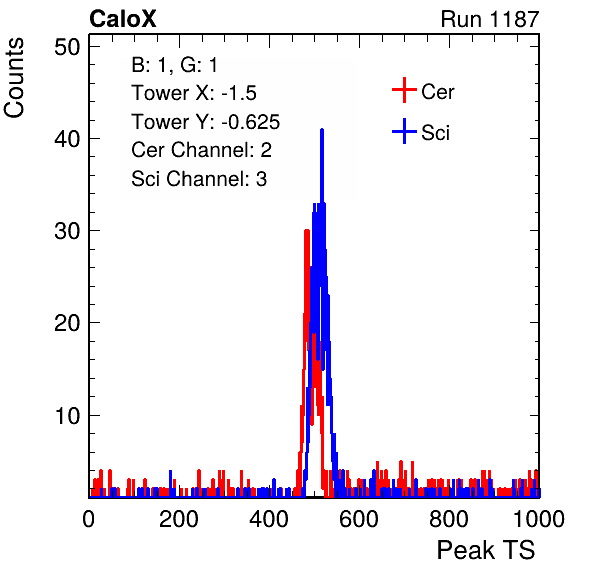 CaloX Run 1187
Counts
50
40
30
20
10
B: 1, G: 1
Tower X: -1.5
Tower Y: -0.625
Cer Channel: 2
Sci Channel: 3
Cer
Sci
0 200 400 600 800 1000
Peak TS